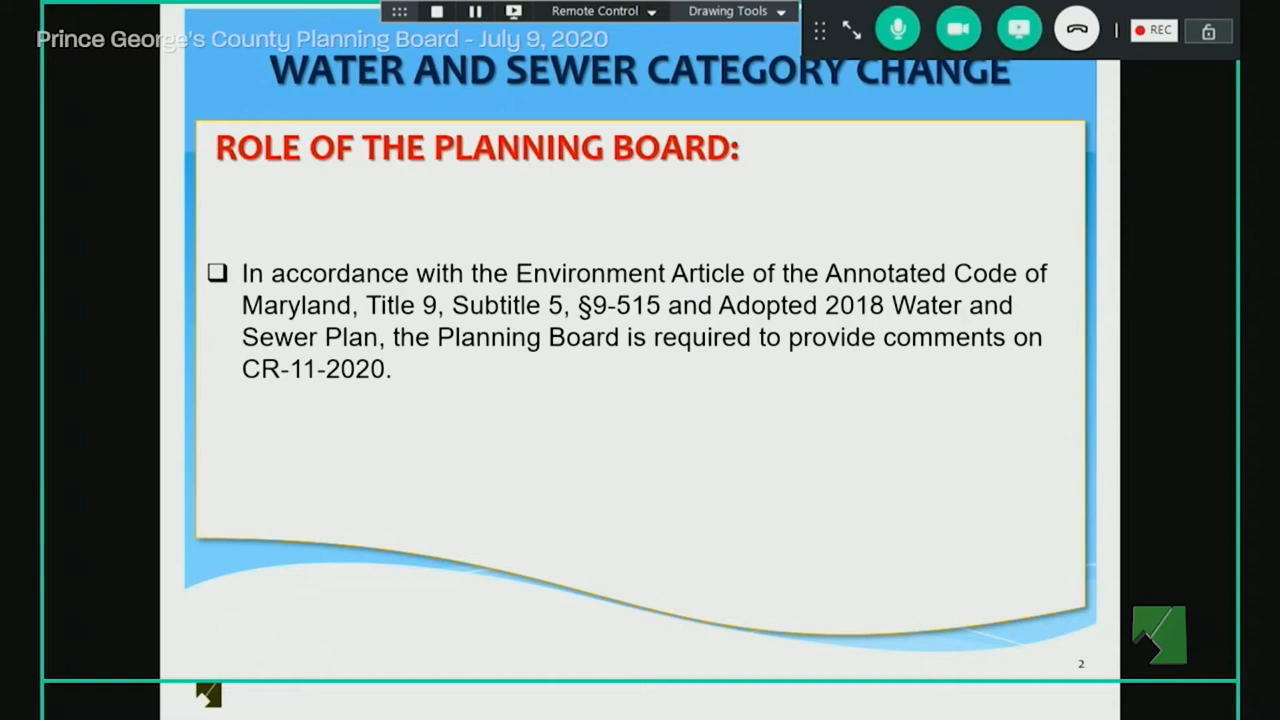 Remote Control
Drawing Tools
REC
Prince George's County Planning Board - July 9, 2020
WATER AND SEWER CATEGORY CHANGE
ROLE OF THE PLANNING BOARD:
In accordance with the Environment Article of the Annotated Code of
Maryland, Title 9, Subtitle 5, §9-515 and Adopted 2018 Water and
Sewer Plan, the Planning Board is required to provide comments on
CR-11-2020.
2